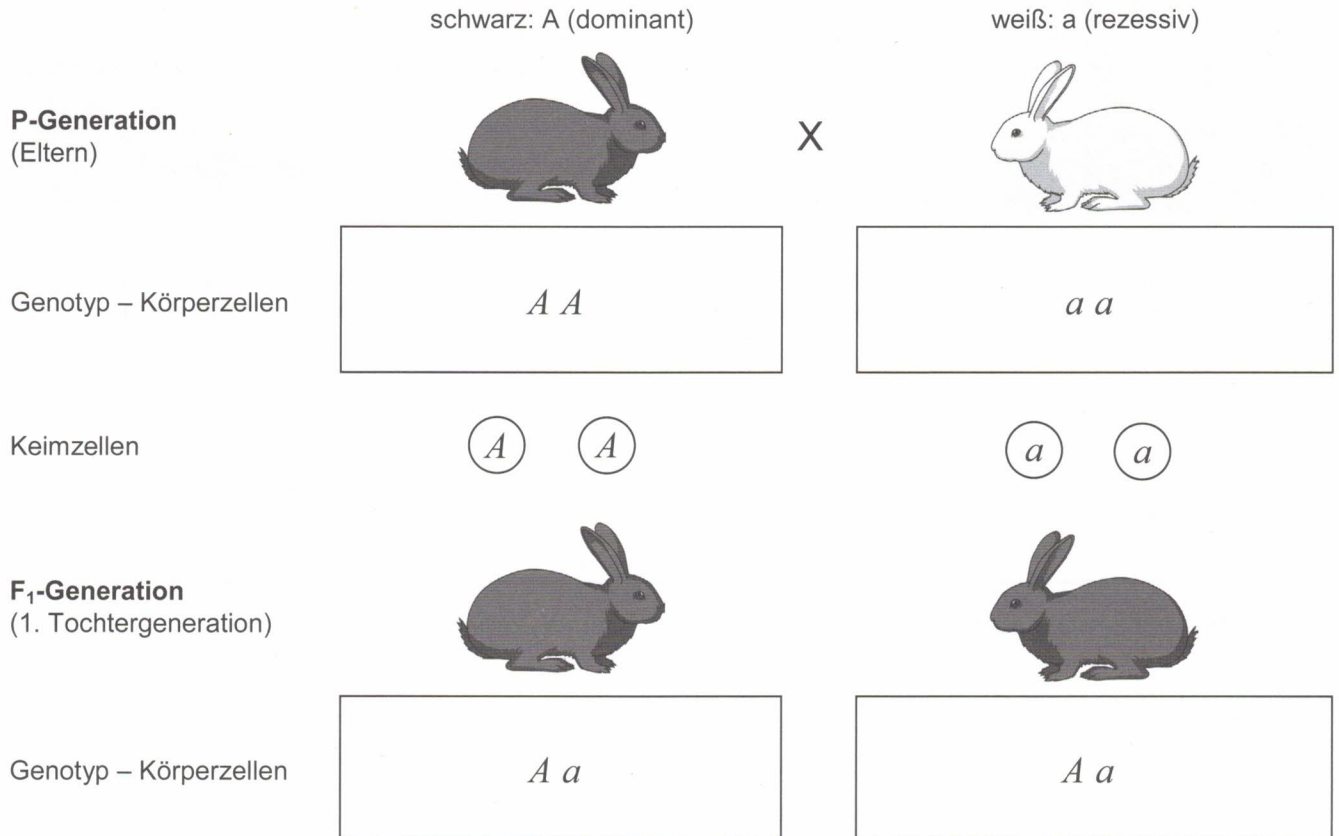 schwarz: A (dominant) weiß: a (rezessiv)
P-Generation
(Eltern)
X
Genotyp – Körperzellen A A a a
Keimzellen A A a a
F₁-Generation
(1. Tochtergeneration)
Genotyp – Körperzellen A a A a